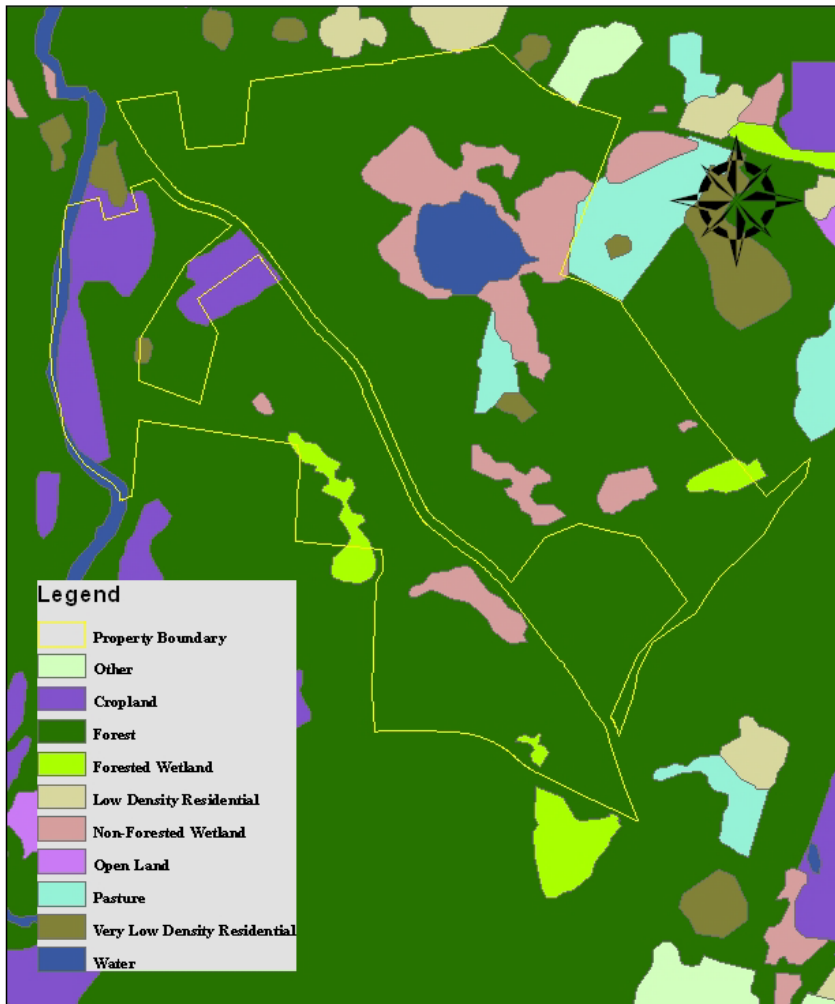 Legend
Property Boundary
Other
Cropland
Forest
Forested Wetland
Low Density Residential
Non-Forested Wetland
Open Land
Pasture
Very Low Density Residential
Water